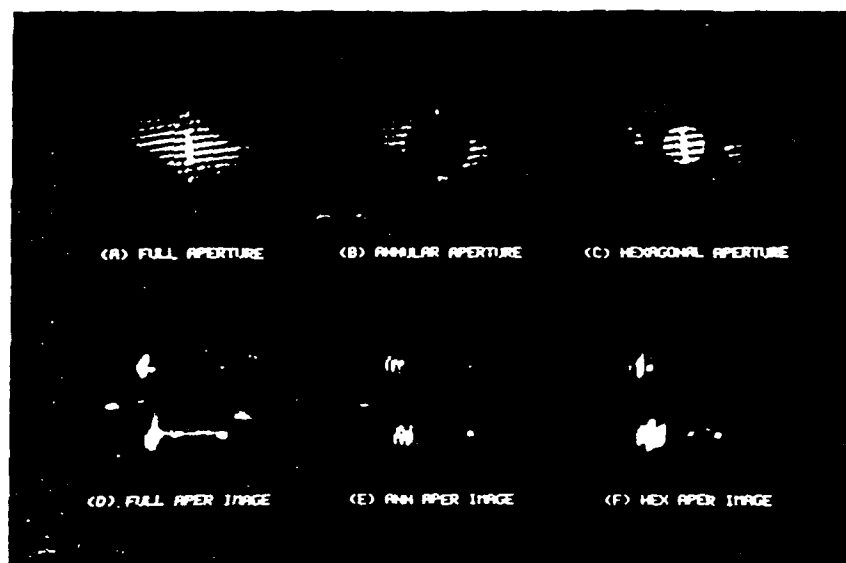 (A) FULL APERTURE
(B) ANNULAR APERTURE
(C) HEXAGONAL APERTURE
(D) FULL APER IMAGE
(E) ANN APER IMAGE
(F) HEX APER IMAGE